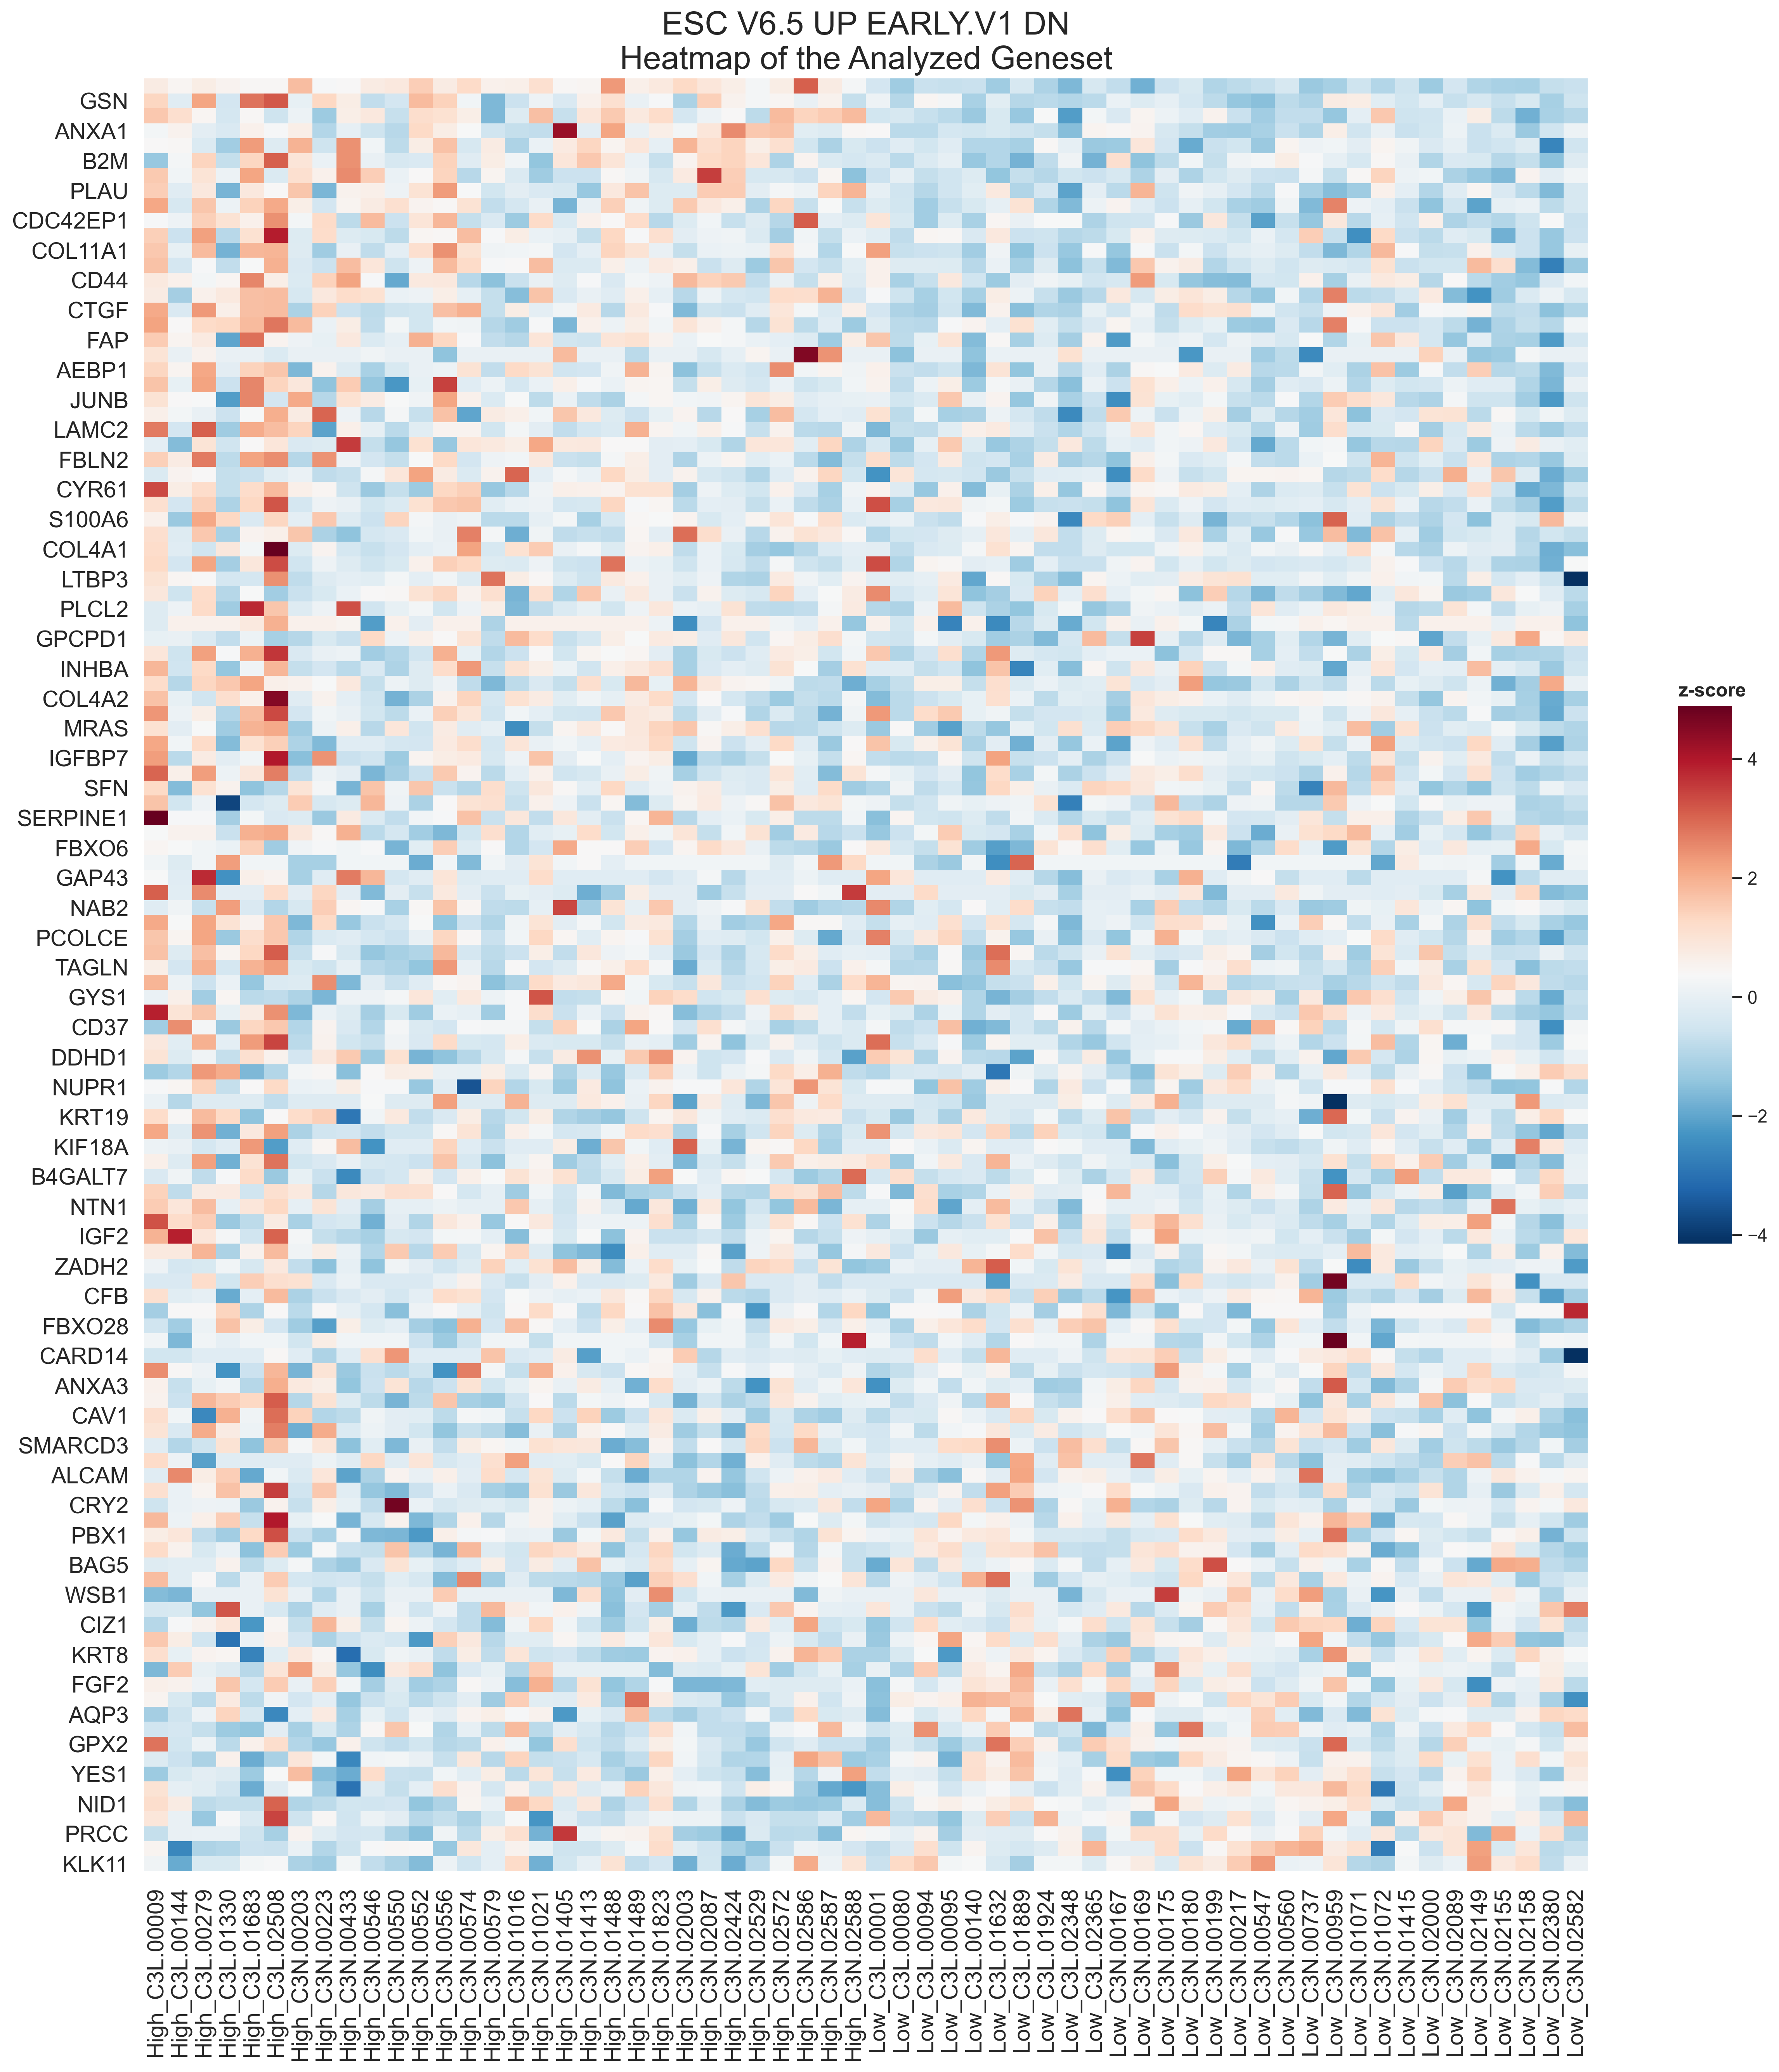 ESC V6.5 UP EARLY.V1 DN
Heatmap of the Analyzed Geneset
GSN
ANXA1
B2M
PLAU
CDC42EP1
COL11A1
CD44
CTGF
FAP
AEBP1
JUNB
LAMC2
FBLN2
CYR61
S100A6
COL4A1
LTBP3
PLCL2
GPCPD1
INHBA
COL4A2
MRAS
IGFBP7
SFN
SERPINE1
FBXO6
GAP43
NAB2
PCOLCE
TAGLN
GYS1
CD37
DDHD1
NUPR1
KRT19
KIF18A
B4GALT7
NTN1
IGF2
ZADH2
CFB
FBXO28
CARD14
ANXA3
CAV1
SMARCD3
ALCAM
CRY2
PBX1
BAG5
WSB1
CIZ1
KRT8
FGF2
AQP3
GPX2
YES1
NID1
PRCC
KLK11
High_C3L.00009
High_C3L.00144
High_C3L.00279
High_C3L.01330
High_C3L.01683
High_C3L.02508
High_C3N.00203
High_C3N.00223
High_C3N.00433
High_C3N.00546
High_C3N.00550
High_C3N.00552
High_C3N.00556
High_C3N.00574
High_C3N.00579
High_C3N.01016
High_C3N.01021
High_C3N.01405
High_C3N.01413
High_C3N.01488
High_C3N.01489
High_C3N.01823
High_C3N.02003
High_C3N.02087
High_C3N.02424
High_C3N.02529
High_C3N.02572
High_C3N.02586
High_C3N.02587
High_C3N.02588
Low_C3L.00001
Low_C3L.00080
Low_C3L.00094
Low_C3L.00095
Low_C3L.00140
Low_C3L.01632
Low_C3L.01889
Low_C3L.01924
Low_C3L.02348
Low_C3L.02365
Low_C3N.00167
Low_C3N.00169
Low_C3N.00175
Low_C3N.00180
Low_C3N.00199
Low_C3N.00217
Low_C3N.00547
Low_C3N.00560
Low_C3N.00737
Low_C3N.00959
Low_C3N.01071
Low_C3N.01072
Low_C3N.01415
Low_C3N.02000
Low_C3N.02089
Low_C3N.02149
Low_C3N.02155
Low_C3N.02158
Low_C3N.02380
Low_C3N.02582
z-score
4
2
0
−2
−4